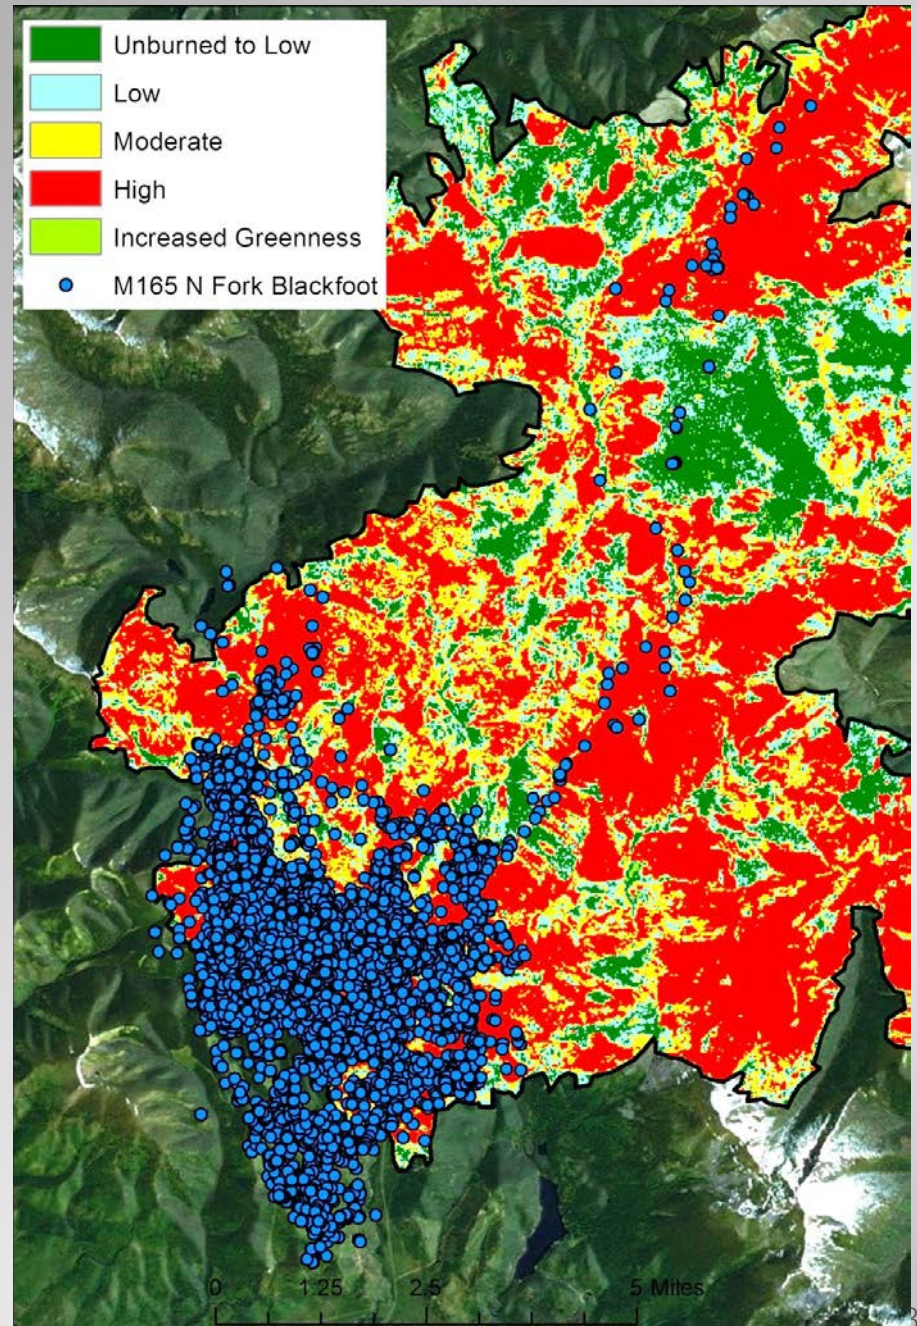 Unburned to Low
Low
Moderate
High
Increased Greenness
M165 N Fork Blackfoot
0 1.25 2.5 5 Miles